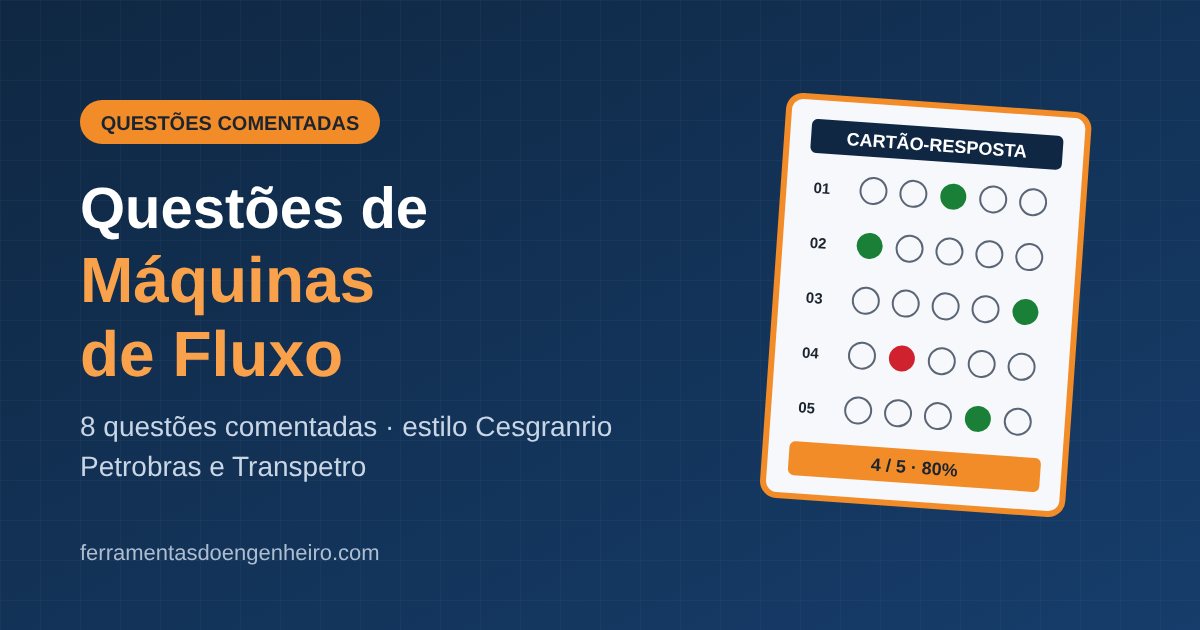 QUESTÕES COMENTADAS
Questões de
Máquinas
de Fluxo
8 questões comentadas · estilo Cesgranrio
Petrobras e Transpetro
ferramentasdoengenheiro.com
CARTÃO-RESPOSTA
01
02
03
04
05
4 / 5 · 80%